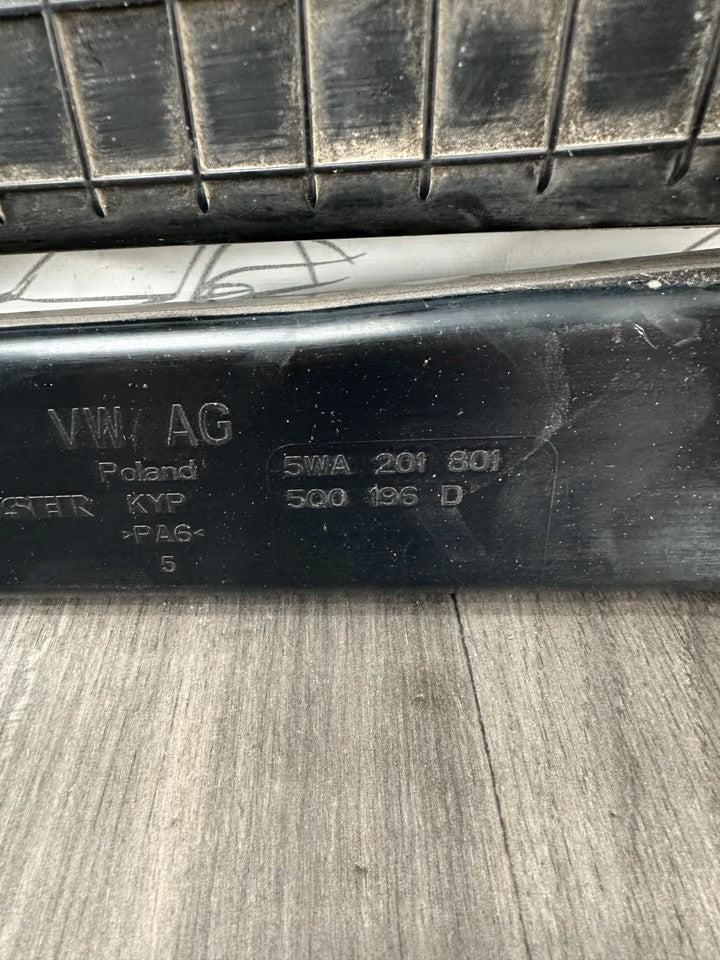 VW AG
Poland
KYP
>PA6<
5
5WA 201 801
5Q0 196 D